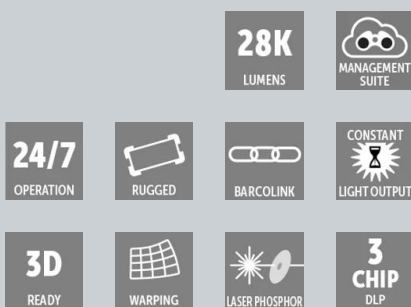 28K
LUMENS
MANAGEMENT
SUITE
24/7
OPERATION
RUGGED
BARCOLINK
CONSTANT
LIGHT OUTPUT
3D
READY
WARPING
LASER PHOSPHOR
3
CHIP
DLP